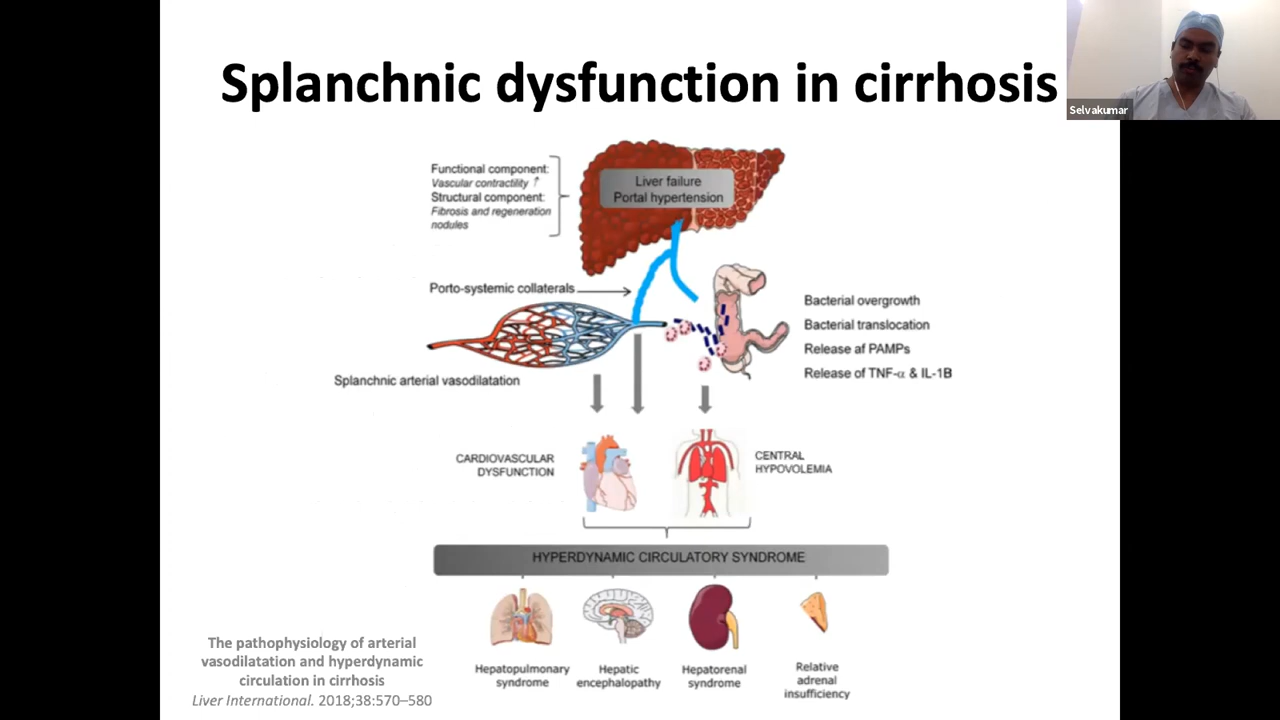 Splanchnic dysfunction in cirrhosis
Selvakumar
Functional component:
Vascular contractility ↑
Structural component:
Fibrosis and regeneration
nodules
Liver failure
Portal hypertension
Porto-systemic collaterals
Splanchnic arterial vasodilatation
Bacterial overgrowth
Bacterial translocation
Release af PAMPs
Release of TNF-α & IL-1B
CARDIOVASCULAR
DYSFUNCTION
CENTRAL
HYPOVOLEMIA
HYPERDYNAMIC CIRCULATORY SYNDROME
Hepatopulmonary
syndrome
Hepatic
encephalopathy
Hepatorenal
syndrome
Relative
adrenal
insufficiency
The pathophysiology of arterial
vasodilatation and hyperdynamic
circulation in cirrhosis
Liver International. 2018;38:570–580